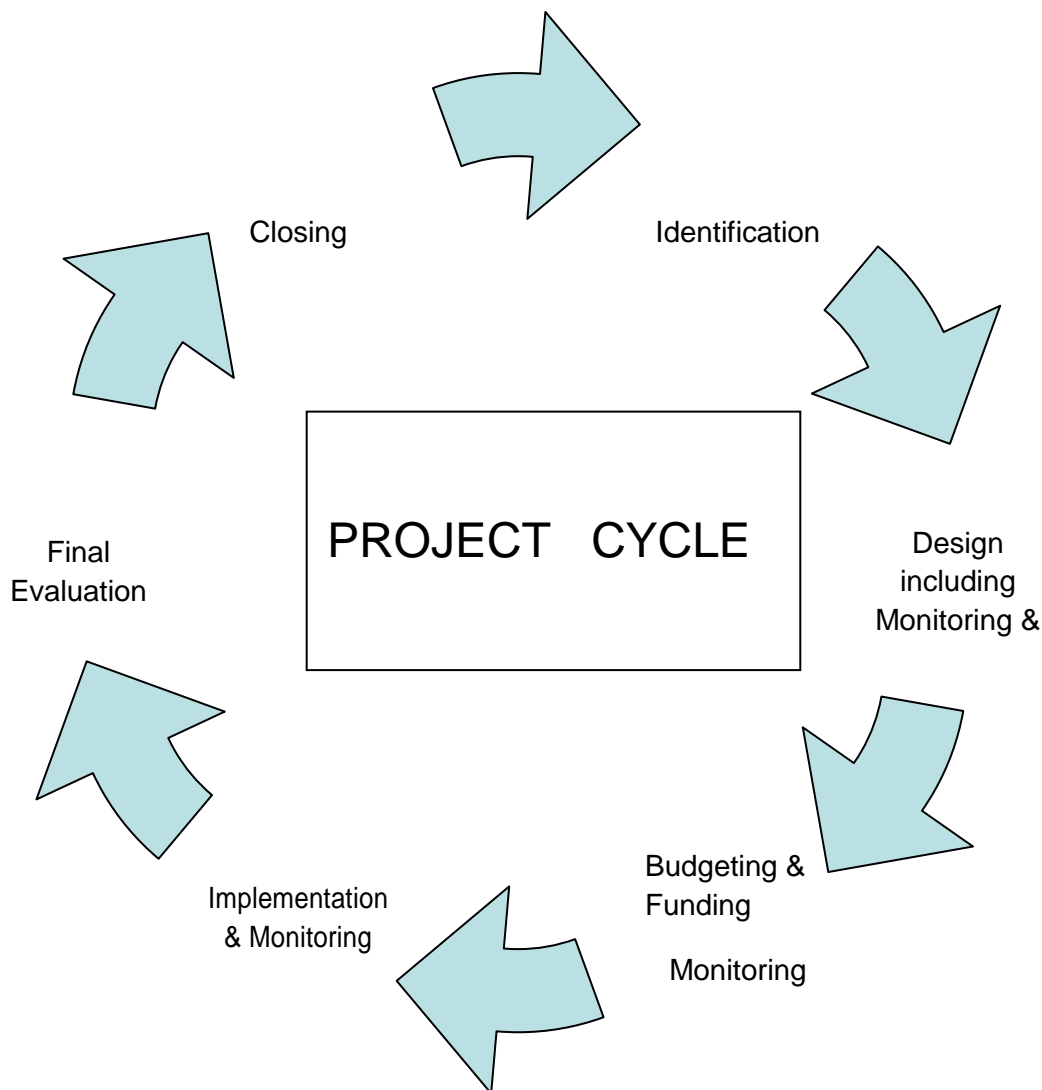 Closing
Identification
PROJECT CYCLE
Final
Evaluation
Design
including
Monitoring &
Budgeting &
Funding
Monitoring
Implementation
& Monitoring